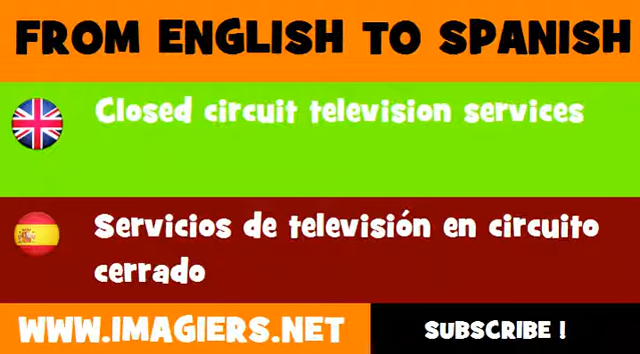 FROM ENGLISH TO SPANISH
Closed circuit television services
Servicios de televisión en circuito
cerrado
WWW.IMAGIERS.NET
SUBSCRIBE !